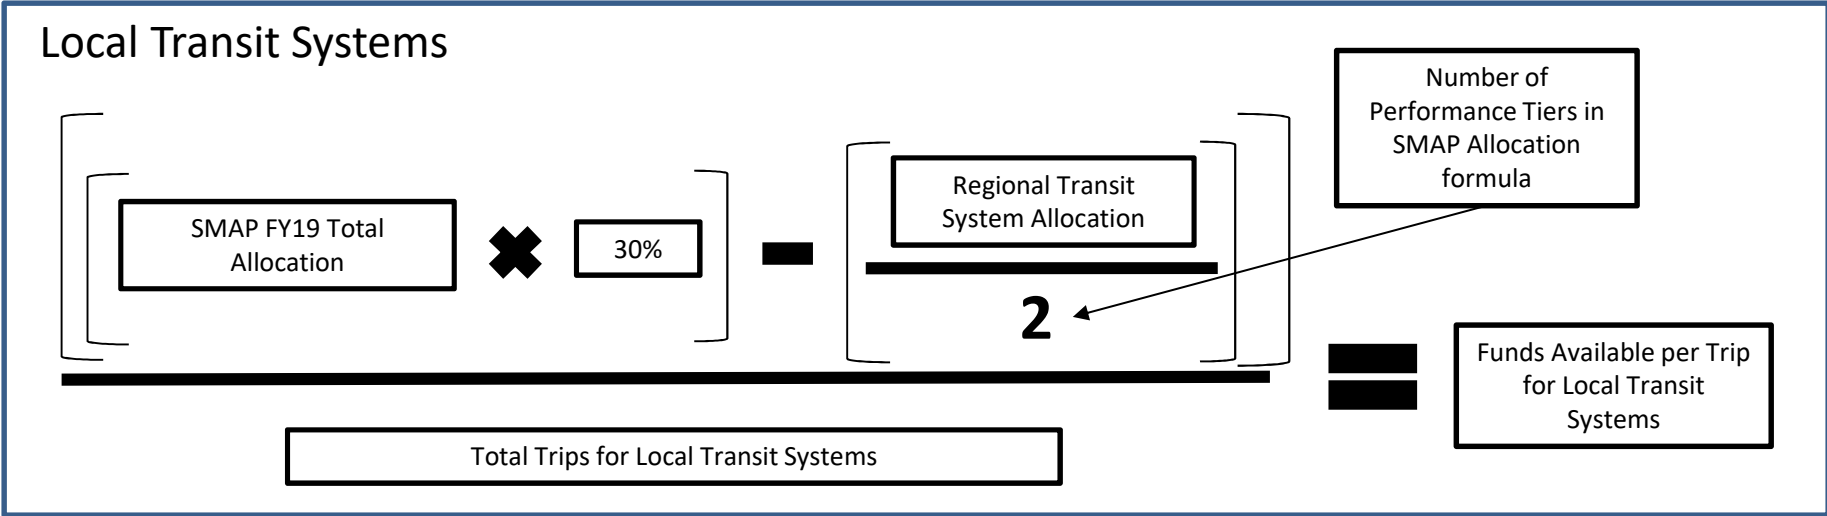 Local Transit Systems
Number of
Performance Tiers in
SMAP Allocation
formula
SMAP FY19 Total
Allocation
30%
Regional Transit
System Allocation
2
Funds Available per Trip
for Local Transit
Systems
Total Trips for Local Transit Systems